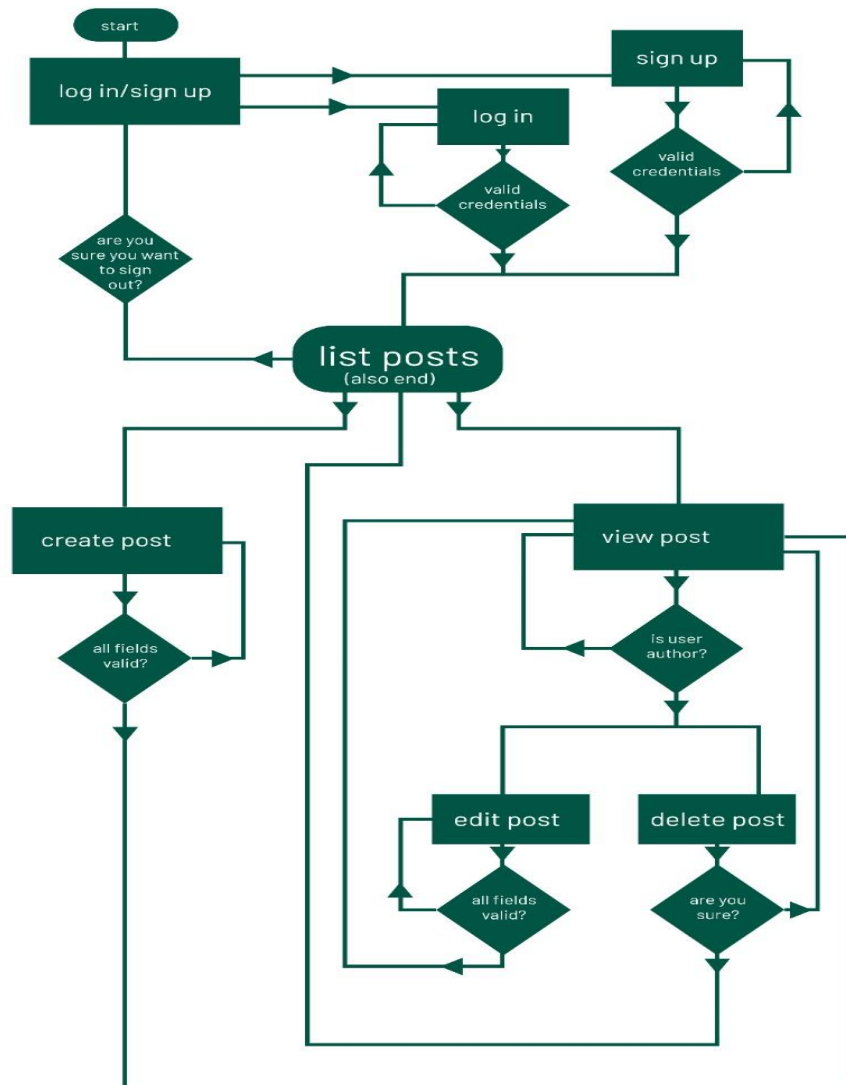 start
log in/sign up
sign up
log in
valid
credentials
valid
credentials
are you
sure you want
to sign
out?
list posts
(also end)
create post
view post
all fields
valid?
is user
author?
edit post
delete post
all fields
valid?
are you
sure?